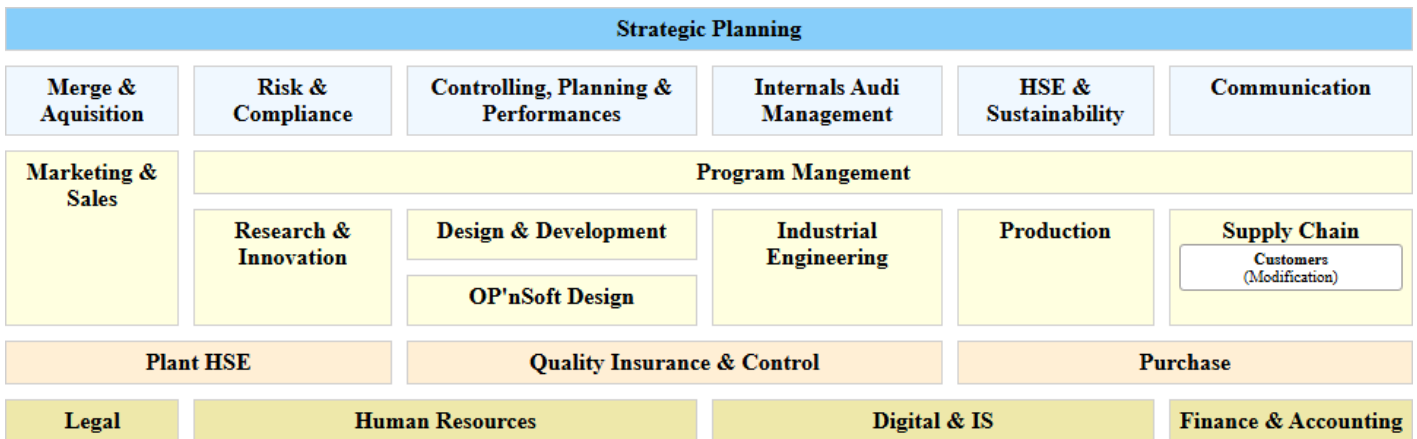 Strategic Planning
Merge &
Aquisition
Risk &
Compliance
Controlling, Planning &
Performances
Internals Audi
Management
HSE &
Sustainability
Communication
Marketing &
Sales
Program Mangement
Research &
Innovation
Design & Development
OP'nSoft Design
Industrial
Engineering
Production
Supply Chain
Customers
(Modification)
Plant HSE
Quality Insurance & Control
Purchase
Legal
Human Resources
Digital & IS
Finance & Accounting